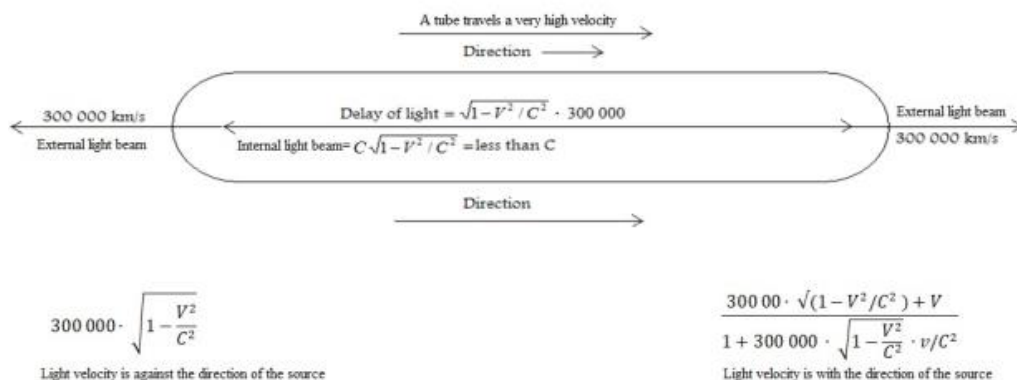 A tube travels a very high velocity
Direction
300 000 km/s
External light beam
Delay of light = √1−V²/C² · 300 000
Internal light beam= C√1−V²/C² = less than C
External light beam
300 000 km/s
Direction
300 000 · √1 − V²/C²
Light velocity is against the direction of the source
300 00 · √(1 − V²/C² ) + V
1 + 300 000 · √1 − V²/C² · v/C²
Light velocity is with the direction of the source